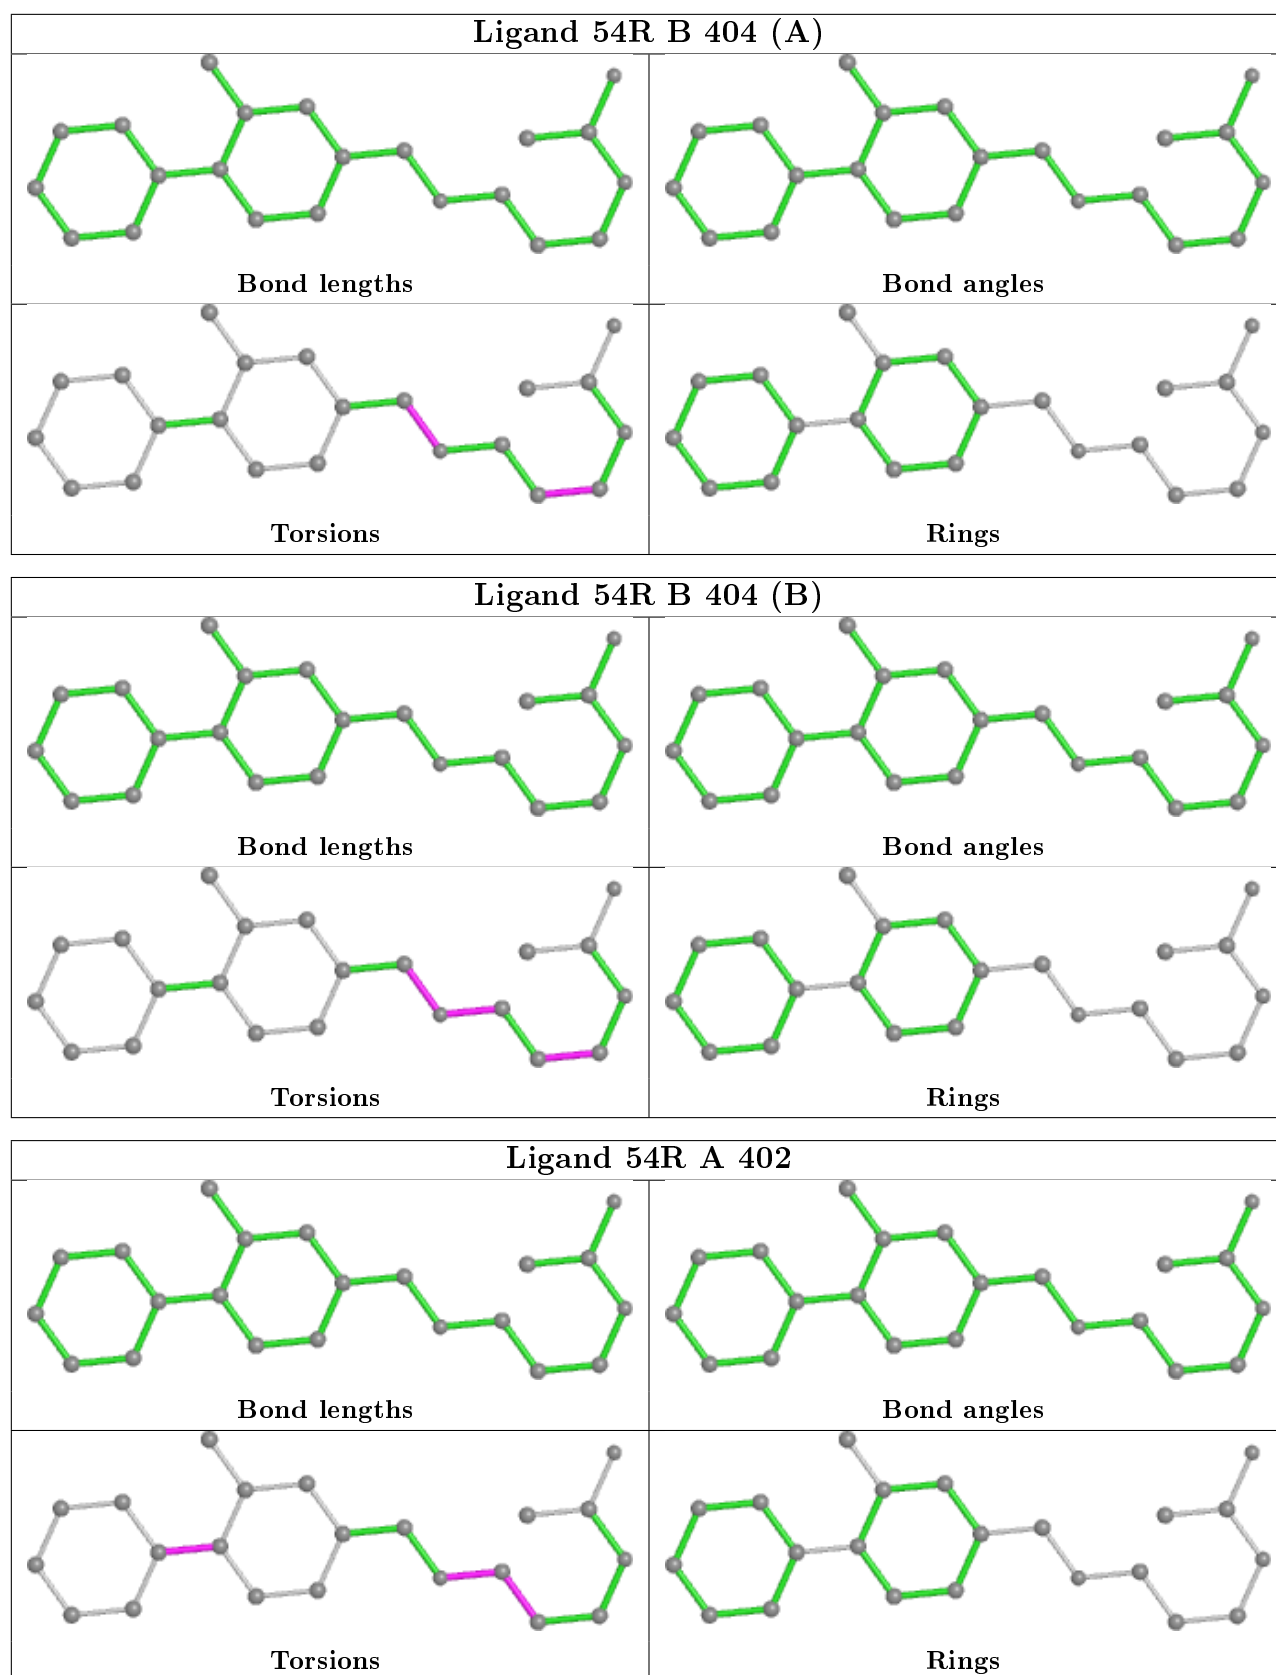 Ligand 54R B 404 (A)
Bond lengths
Bond angles
Torsions
Rings
Ligand 54R B 404 (B)
Bond lengths
Bond angles
Torsions
Rings
Ligand 54R A 402
Bond lengths
Bond angles
Torsions
Rings